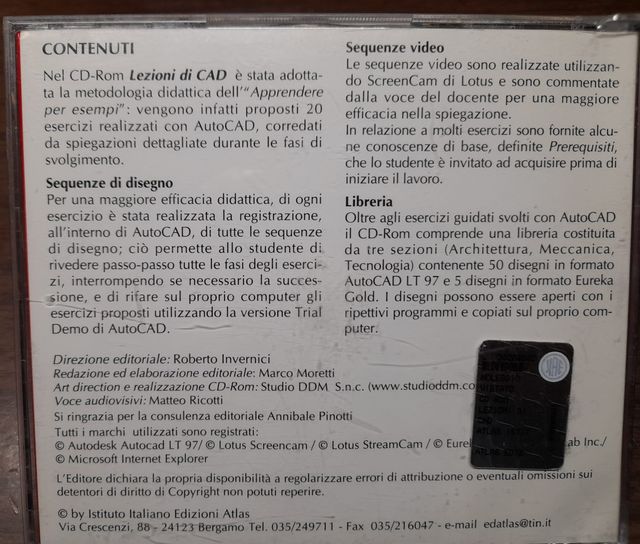 CONTENUTI
Nel CD-Rom Lezioni di CAD è stata adotta-
ta la metodologia didattica dell'"Apprendere
per esempi": vengono infatti proposti 20
esercizi realizzati con AutoCAD, corredati
da spiegazioni dettagliate durante le fasi di
svolgimento.
Sequenze di disegno
Per una maggiore efficacia didattica, di ogni
esercizio è stata realizzata la registrazione,
all'interno di AutoCAD, di tutte le sequenze
di disegno; ciò permette allo studente di
rivedere passo-passo tutte le fasi degli eserci-
zi, interrompendo se necessario la succes-
sione, e di rifare sul proprio computer gli
esercizi proposti utilizzando la versione Trial
Demo di AutoCAD.
Sequenze video
Le sequenze video sono realizzate utilizzan-
do ScreenCam di Lotus e sono commentate
dalla voce del docente per una maggiore
efficacia nella spiegazione.
In relazione a molti esercizi sono fornite alcu-
ne conoscenze di base, definite Prerequisiti,
che lo studente è invitato ad acquisire prima di
iniziare il lavoro.
Libreria
Oltre agli esercizi guidati svolti con AutoCAD
il CD-Rom comprende una libreria costituita
da tre sezioni (Architettura, Meccanica,
Tecnologia) contenente 50 disegni in formato
AutoCAD LT 97 e 5 disegni in formato Eureka
Gold. I disegni possono essere aperti con i
ripettivi programmi e copiati sul proprio com-
puter.
Direzione editoriale: Roberto Invernici
Redazione ed elaborazione editoriale: Marco Moretti
Art direction e realizzazione CD-Rom: Studio DDM S.n.c. (www.studioddm.co
Voce audiovisivi: Matteo Ricotti
Si ringrazia per la consulenza editoriale Annibale Pinotti
Tutti i marchi utilizzati sono registrati:
© Autodesk Autocad LT 97/ © Lotus Screencam / © Lotus StreamCam / © Eurek ab Inc./
© Microsoft Internet Explorer
L'Editore dichiara la propria disponibilità a regolarizzare errori di attribuzione o eventuali omissioni sui
detentori di diritto di Copyright non potuti reperire.
© by Istituto Italiano Edizioni Atlas
Via Crescenzi, 88 - 24123 Bergamo Tel. 035/249711 - Fax 035/216047 - e-mail edatlas@tin.it